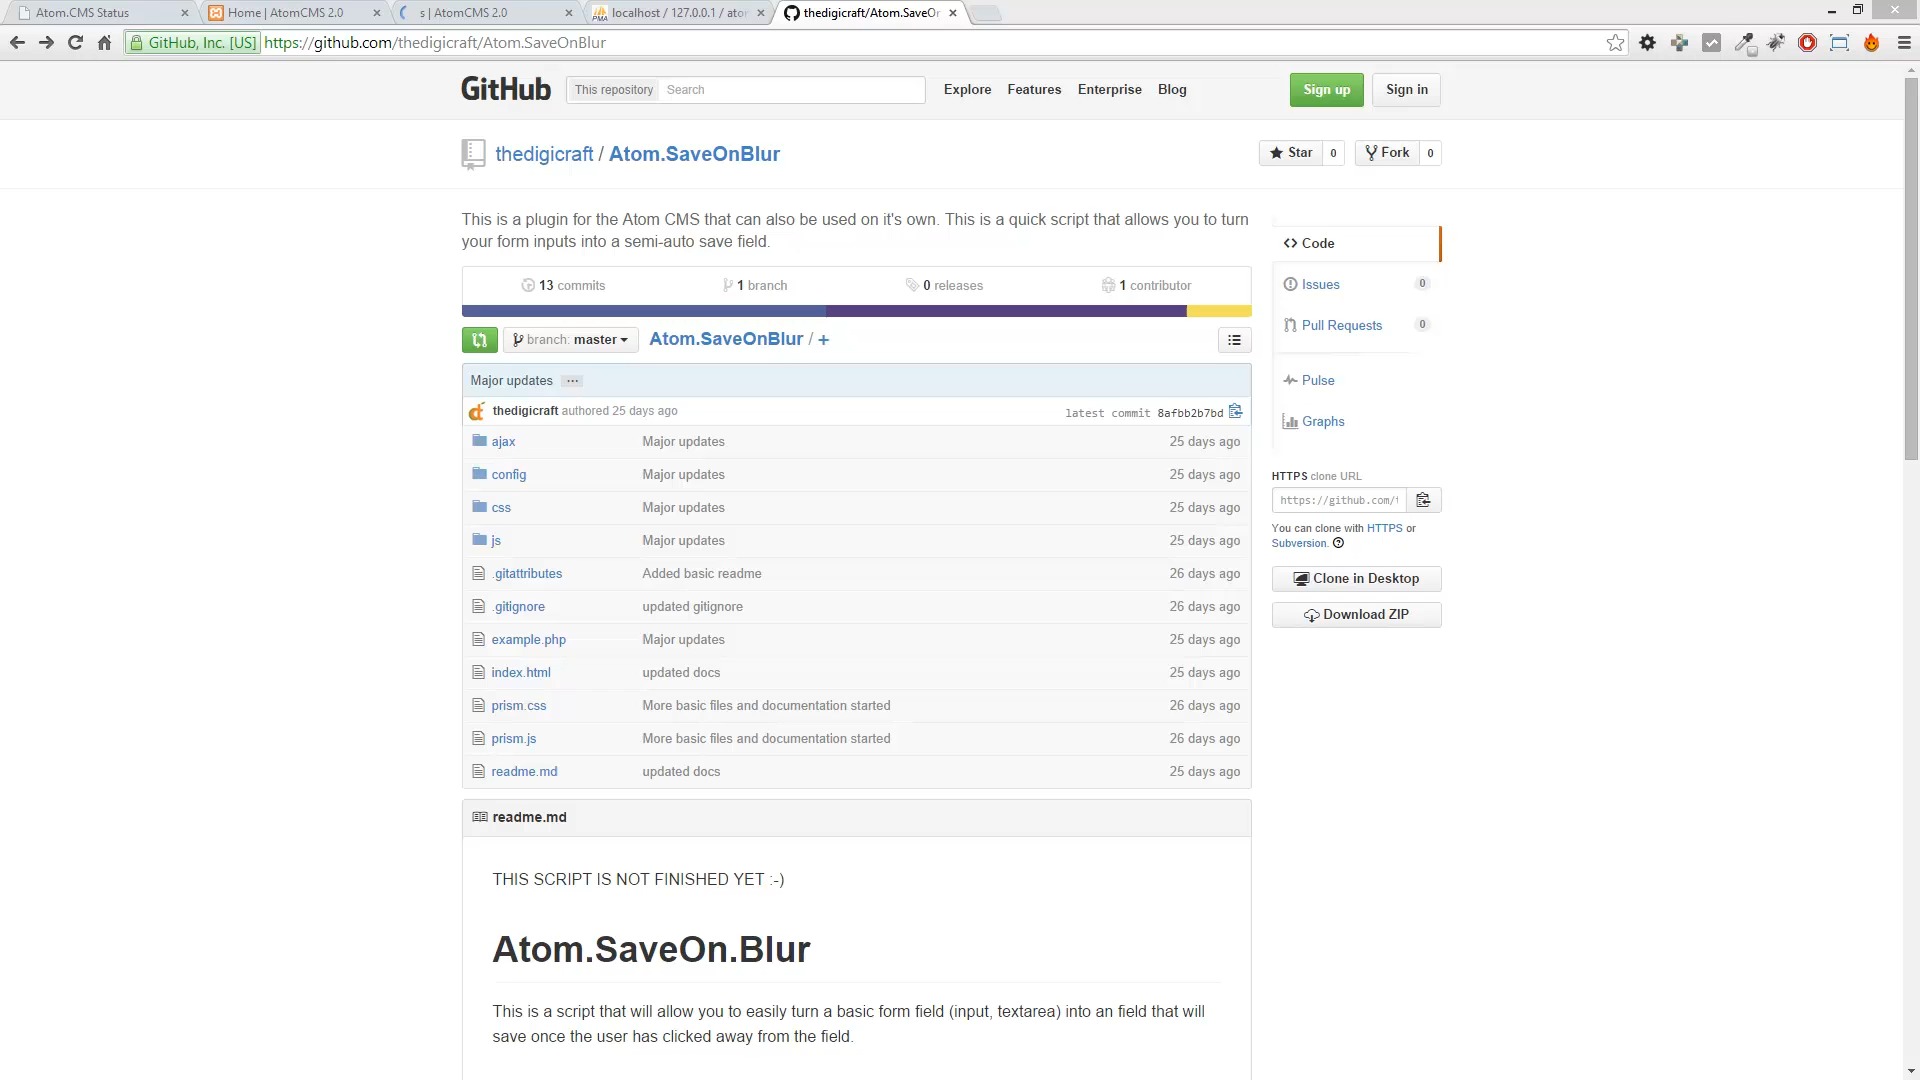 Atom.CMS Status
Home | AtomCMS 2.0
s | AtomCMS 2.0
localhost / 127.0.0.1 / ato
thedigicraft/Atom.SaveOr
GitHub, Inc. [US]
https://github.com/thedigicraft/Atom.SaveOnBlur
GitHub
This repository
Search
Explore
Features
Enterprise
Blog
Sign up
Sign in
thedigicraft / Atom.SaveOnBlur
Star
0
Fork
0
This is a plugin for the Atom CMS that can also be used on it's own. This is a quick script that allows you to turn
your form inputs into a semi-auto save field.
13 commits
1 branch
0 releases
1 contributor
branch: master
Atom.SaveOnBlur / +
Major updates ...
thedigicraft authored 25 days ago
latest commit 8afbb2b7bd
ajax Major updates 25 days ago
config Major updates 25 days ago
css Major updates 25 days ago
js Major updates 25 days ago
.gitattributes Added basic readme 26 days ago
.gitignore updated gitignore 26 days ago
example.php Major updates 25 days ago
index.html updated docs 25 days ago
prism.css More basic files and documentation started 26 days ago
prism.js More basic files and documentation started 26 days ago
readme.md updated docs 25 days ago
Code
Issues 0
Pull Requests 0
Pulse
Graphs
HTTPS clone URL
https://github.com/t
You can clone with HTTPS or
Subversion.
Clone in Desktop
Download ZIP
readme.md
THIS SCRIPT IS NOT FINISHED YET :-)
Atom.SaveOn.Blur
This is a script that will allow you to easily turn a basic form field (input, textarea) into an field that will
save once the user has clicked away from the field.